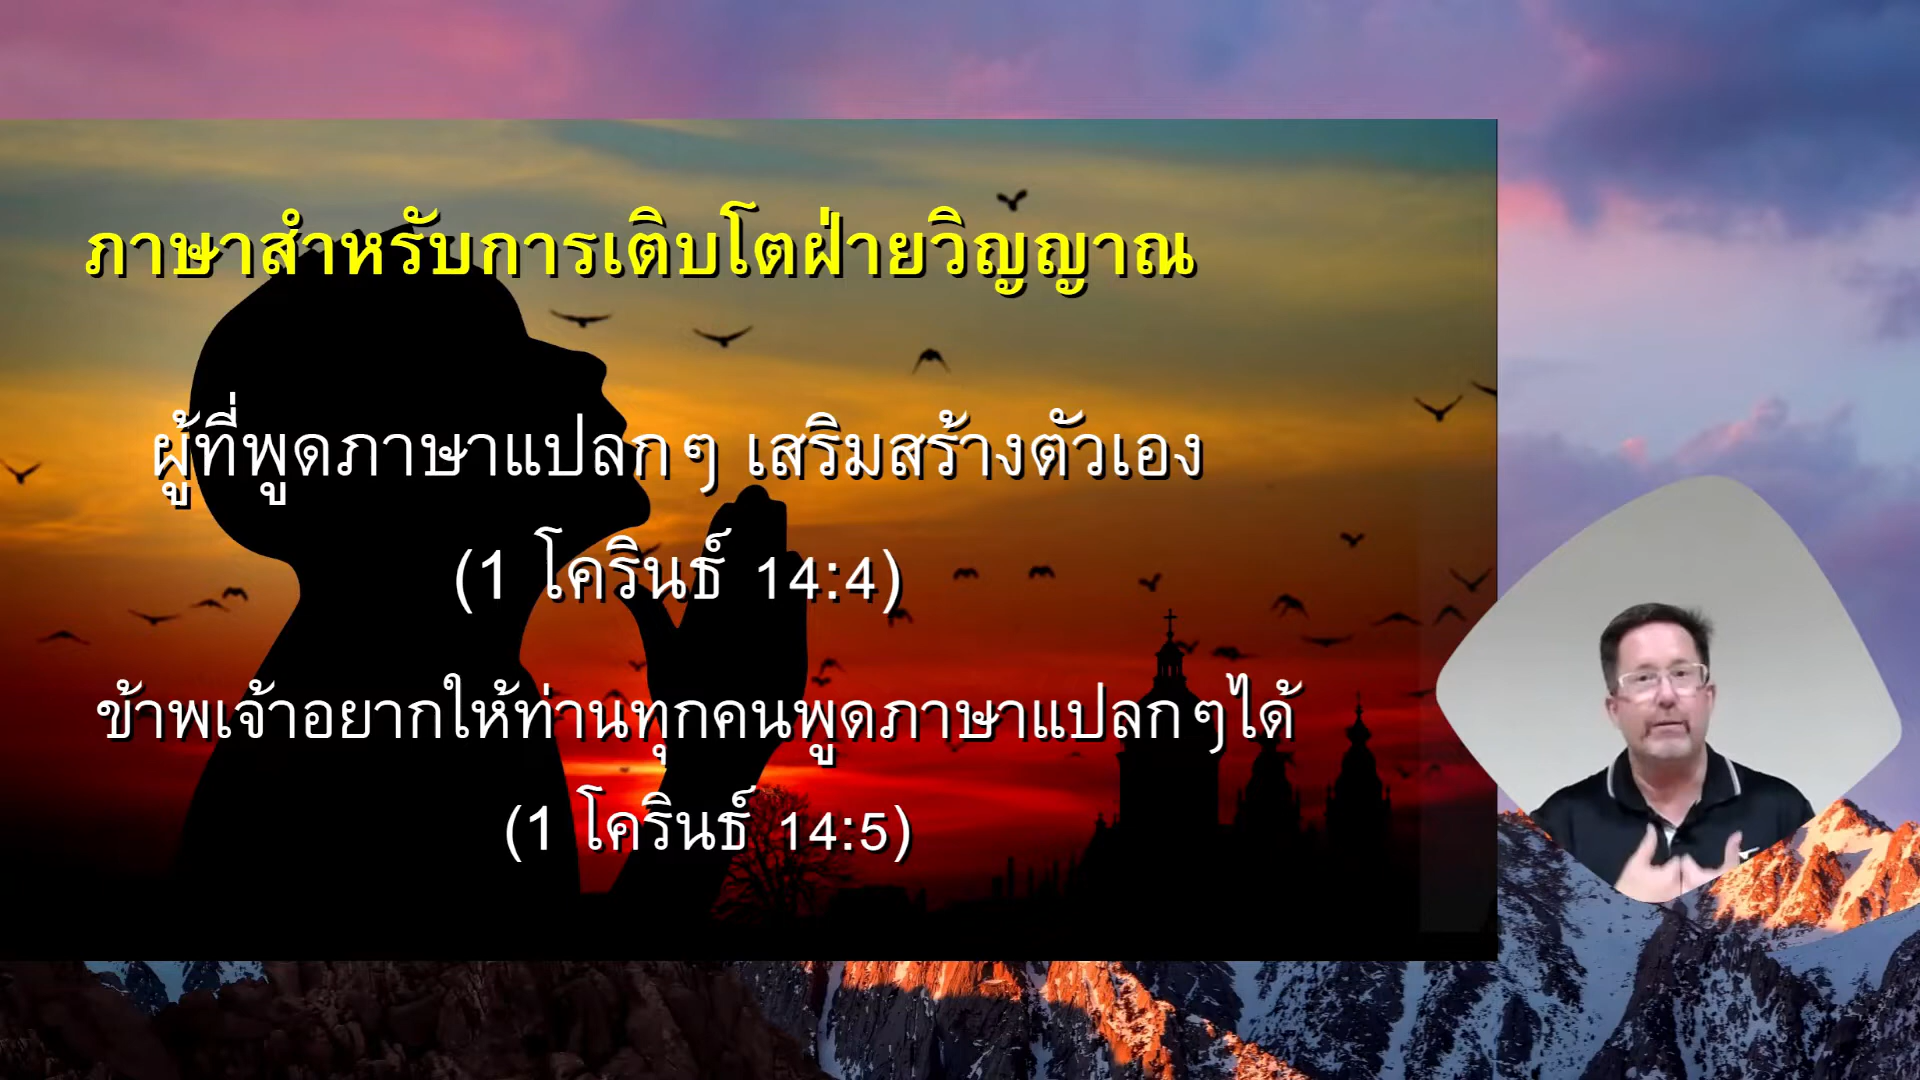 ภาษาสำหรับการเติบโตฝ่ายวิญญาณ
ผู้ที่พูดภาษาแปลกๆ เสริมสร้างตัวเอง
(1 โครินธ์ 14:4)
ข้าพเจ้าอยากให้ท่านทุกคนพูดภาษาแปลกๆได้
(1 โครินธ์ 14:5)